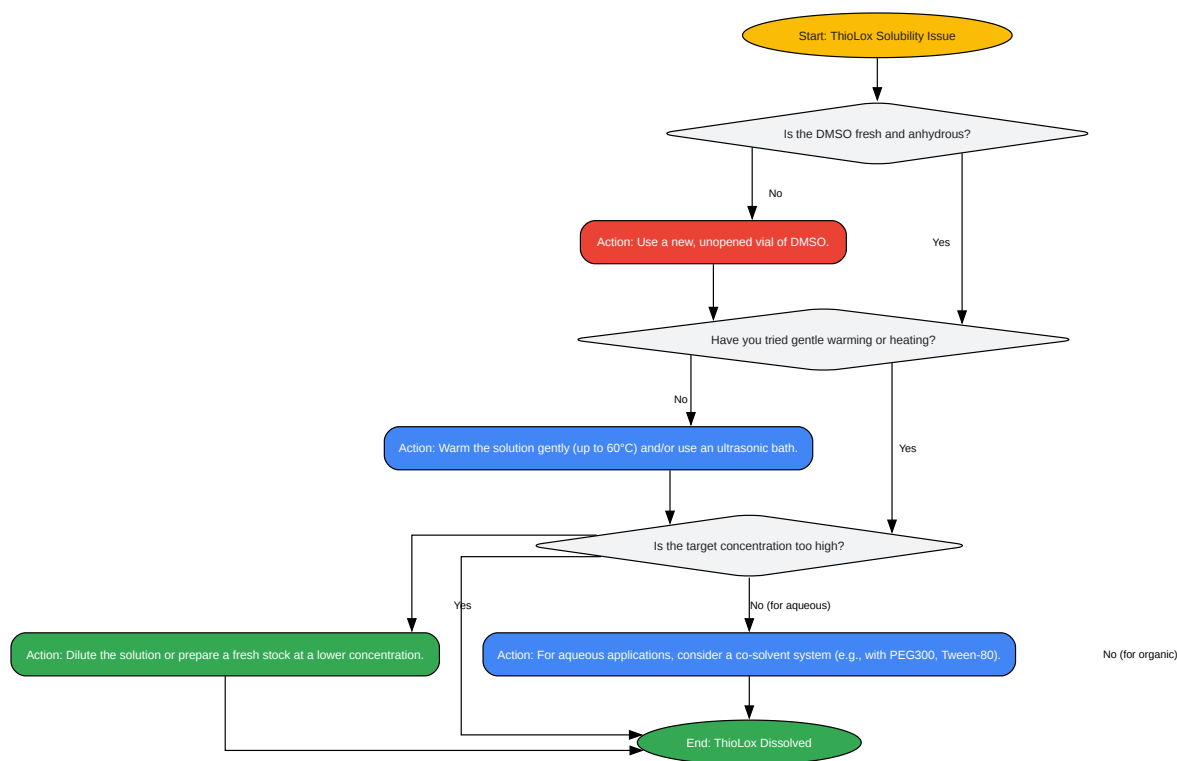 Start: ThioLox Solubility Issue
Is the DMSO fresh and anhydrous?
No
Action: Use a new, unopened vial of DMSO.
Yes
Have you tried gentle warming or heating?
No
Action: Warm the solution gently (up to 60°C) and/or use an ultrasonic bath.
Yes
Is the target concentration too high?
Yes
No (for aqueous)
Action: Dilute the solution or prepare a fresh stock at a lower concentration.
Action: For aqueous applications, consider a co-solvent system (e.g., with PEG300, Tween-80).
No (for organic)
End: ThioLox Dissolved